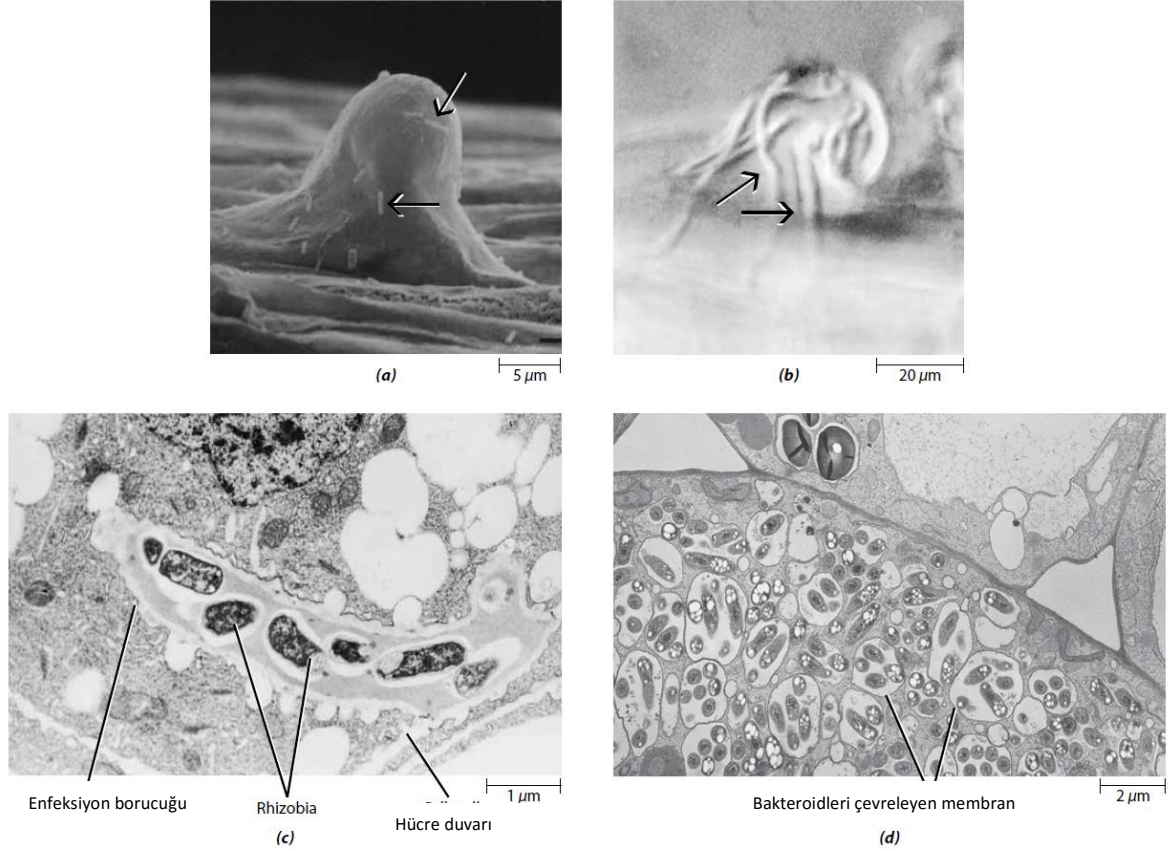 5 µm
20 µm
(a)
(b)
Enfeksiyon borucuğu
Rhizobia
Hücre duvarı
1 µm
(c)
Bakteroidleri çevreleyen membran
2 µm
(d)